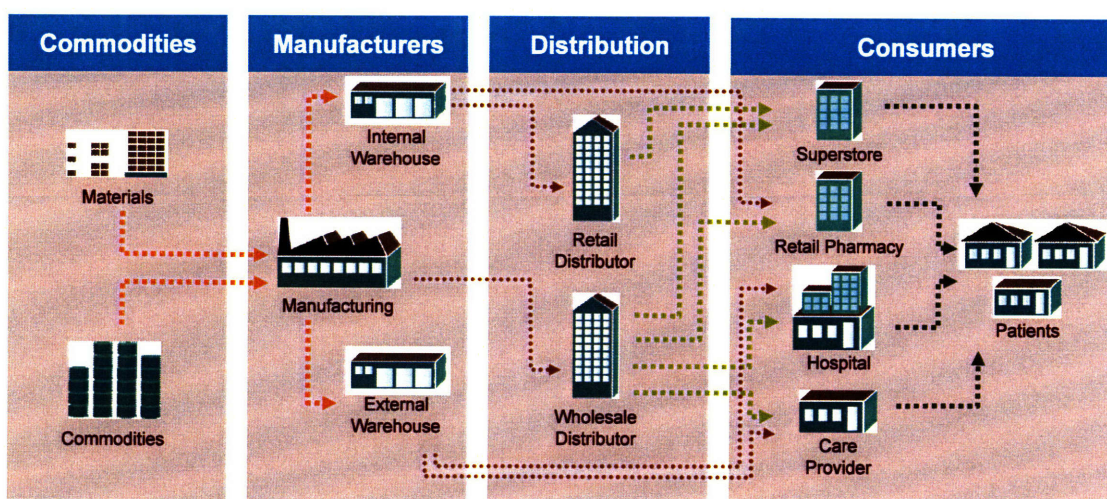 Commodities
Manufacturers
Distribution
Consumers
Materials
Commodities
Internal
Warehouse
Manufacturing
External
Warehouse
Retail
Distributor
Wholesale
Distributor
Superstore
Retail Pharmacy
Hospital
Care
Provider
Patients